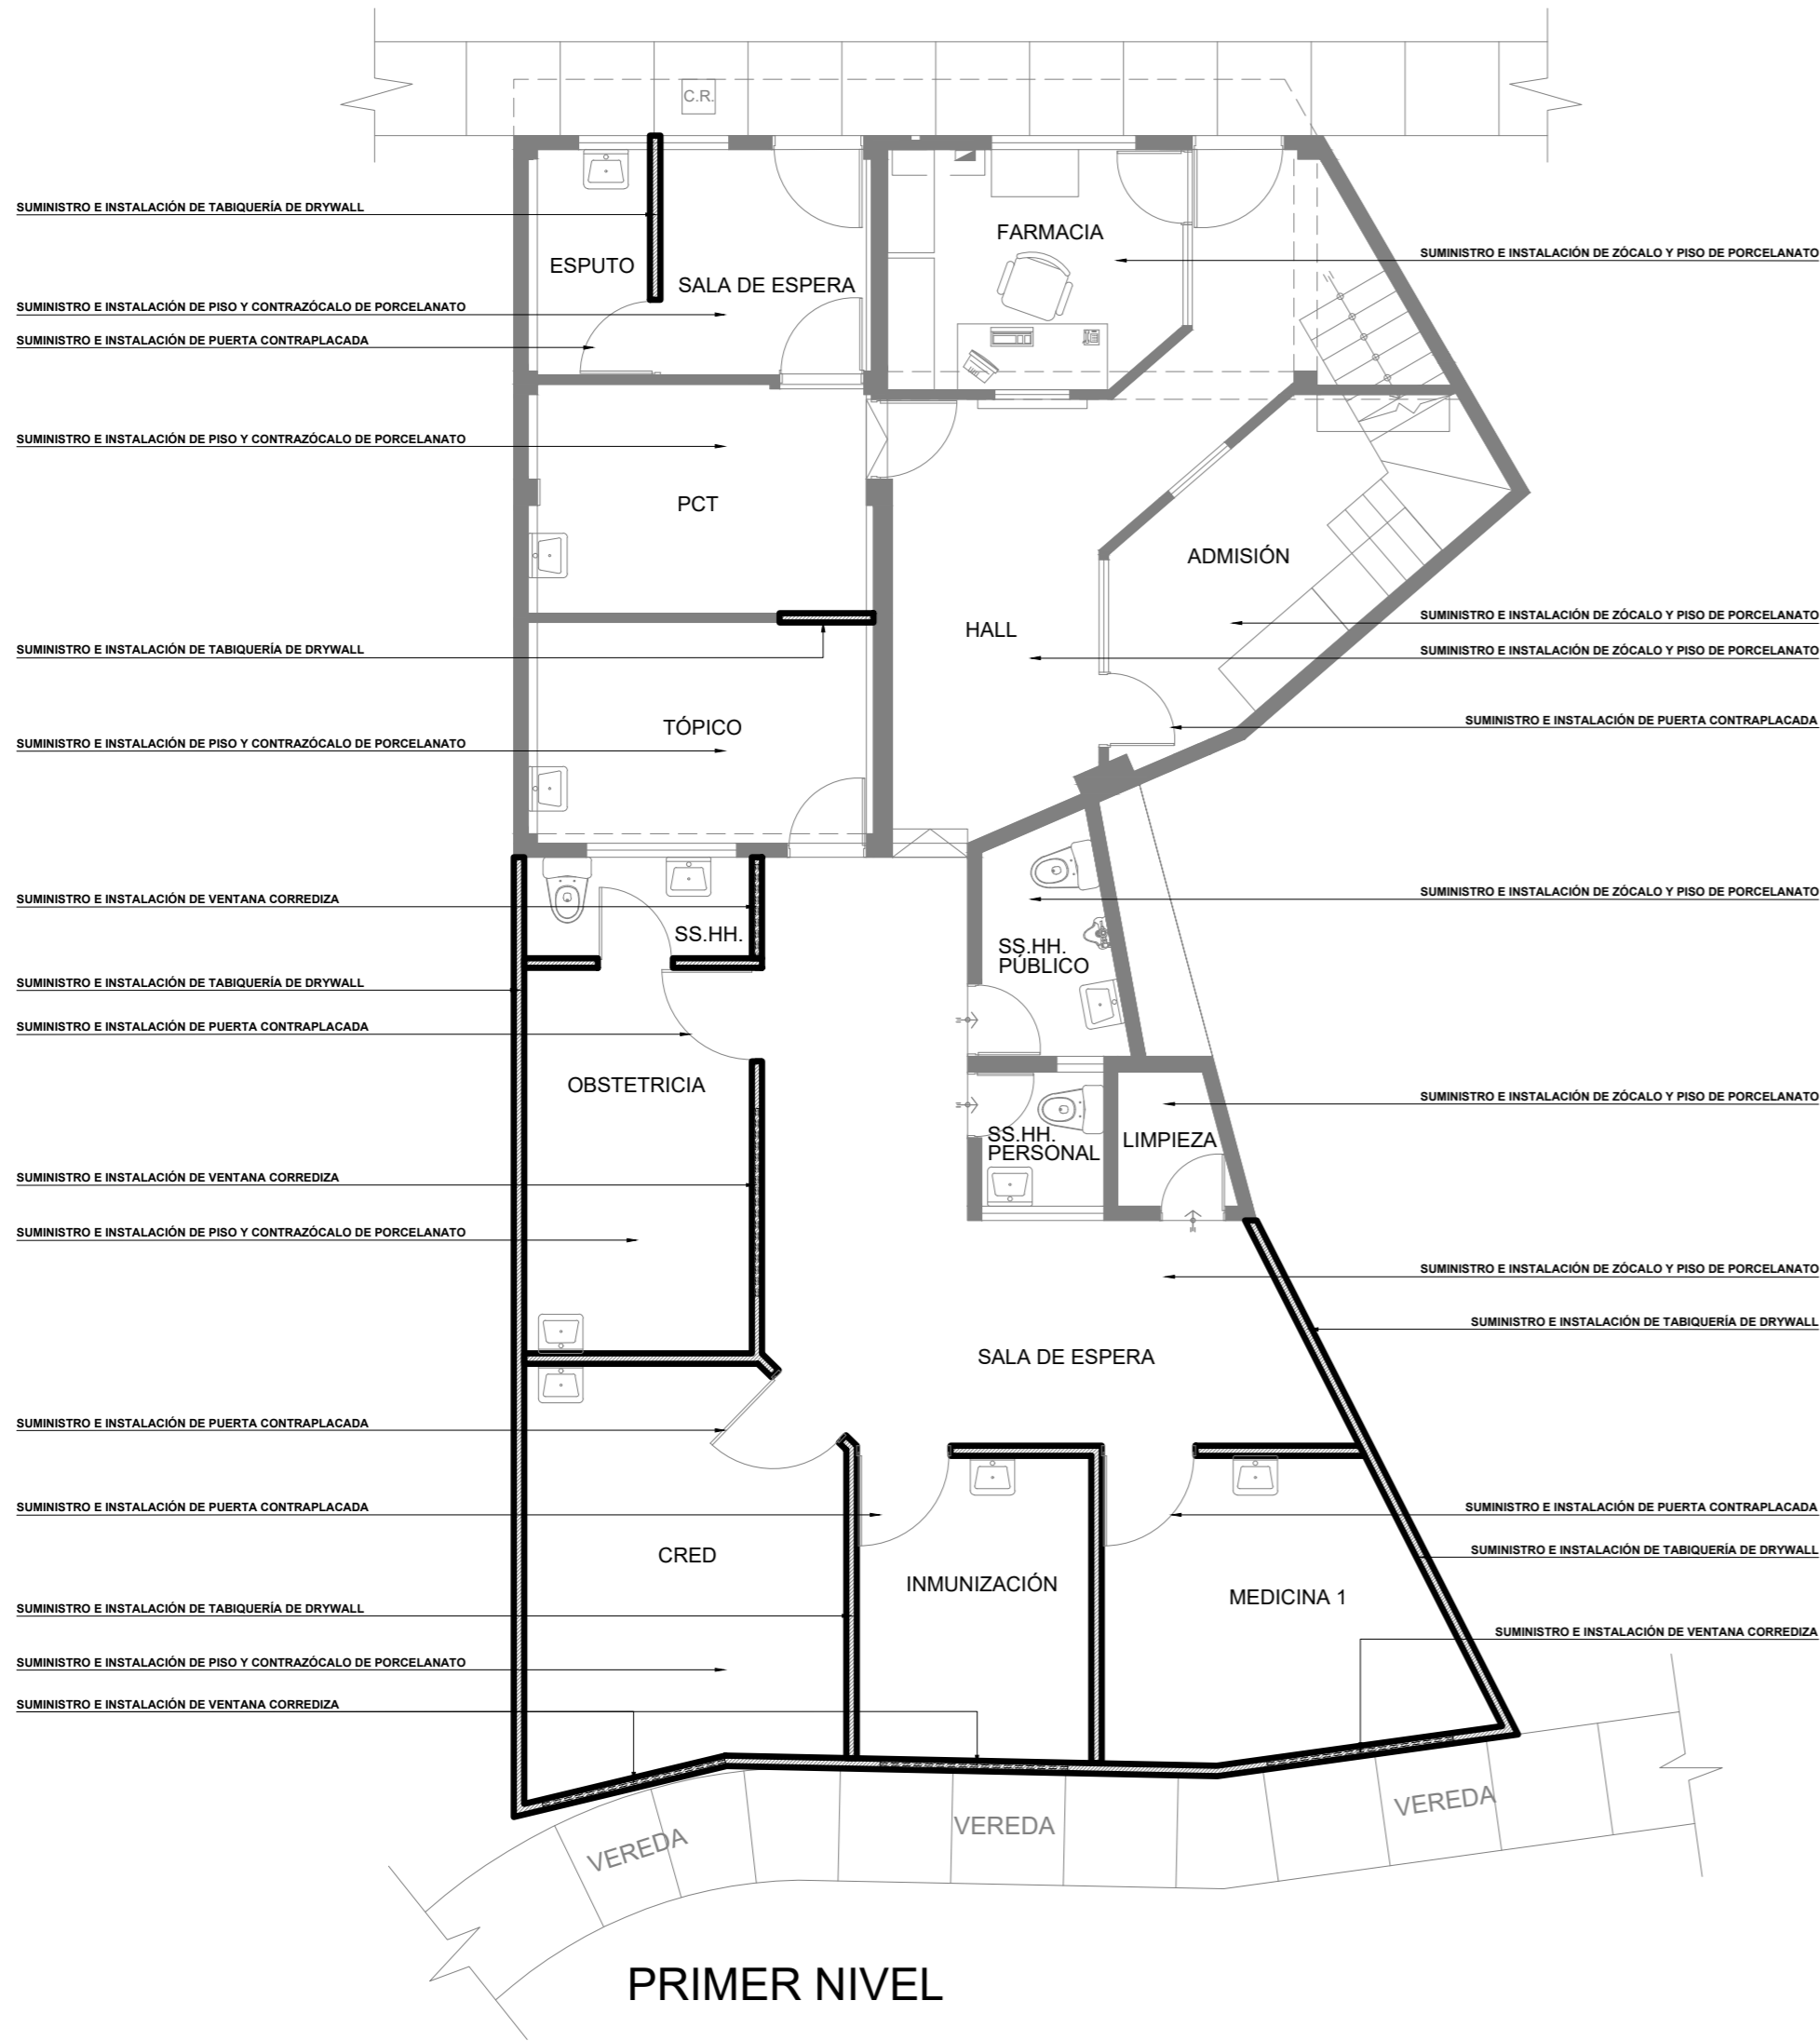 C.R.
SUMINISTRO E INSTALACIÓN DE TABIQUERÍA DE DRYWALL
FARMACIA
SUMINISTRO E INSTALACIÓN DE ZÓCALO Y PISO DE PORCELANATO
ESPUTO
SALA DE ESPERA
SUMINISTRO E INSTALACIÓN DE PISO Y CONTRAZÓCALO DE PORCELANATO
SUMINISTRO E INSTALACIÓN DE PUERTA CONTRAPLACADA
SUMINISTRO E INSTALACIÓN DE PISO Y CONTRAZÓCALO DE PORCELANATO
PCT
ADMISIÓN
SUMINISTRO E INSTALACIÓN DE ZÓCALO Y PISO DE PORCELANATO
HALL
SUMINISTRO E INSTALACIÓN DE TABIQUERÍA DE DRYWALL
SUMINISTRO E INSTALACIÓN DE ZÓCALO Y PISO DE PORCELANATO
TÓPICO
SUMINISTRO E INSTALACIÓN DE PUERTA CONTRAPLACADA
SUMINISTRO E INSTALACIÓN DE PISO Y CONTRAZÓCALO DE PORCELANATO
SUMINISTRO E INSTALACIÓN DE ZÓCALO Y PISO DE PORCELANATO
SUMINISTRO E INSTALACIÓN DE VENTANA CORREDIZA
SS.HH.
SS.HH.
PÚBLICO
SUMINISTRO E INSTALACIÓN DE TABIQUERÍA DE DRYWALL
SUMINISTRO E INSTALACIÓN DE PUERTA CONTRAPLACADA
OBSTETRICIA
SUMINISTRO E INSTALACIÓN DE ZÓCALO Y PISO DE PORCELANATO
SS.HH.
PERSONAL
LIMPIEZA
SUMINISTRO E INSTALACIÓN DE VENTANA CORREDIZA
SUMINISTRO E INSTALACIÓN DE PISO Y CONTRAZÓCALO DE PORCELANATO
SUMINISTRO E INSTALACIÓN DE ZÓCALO Y PISO DE PORCELANATO
SUMINISTRO E INSTALACIÓN DE TABIQUERÍA DE DRYWALL
SALA DE ESPERA
SUMINISTRO E INSTALACIÓN DE PUERTA CONTRAPLACADA
SUMINISTRO E INSTALACIÓN DE PUERTA CONTRAPLACADA
SUMINISTRO E INSTALACIÓN DE PUERTA CONTRAPLACADA
SUMINISTRO E INSTALACIÓN DE TABIQUERÍA DE DRYWALL
CRED
INMUNIZACIÓN
MEDICINA 1
SUMINISTRO E INSTALACIÓN DE TABIQUERÍA DE DRYWALL
SUMINISTRO E INSTALACIÓN DE VENTANA CORREDIZA
SUMINISTRO E INSTALACIÓN DE PISO Y CONTRAZÓCALO DE PORCELANATO
SUMINISTRO E INSTALACIÓN DE VENTANA CORREDIZA
VEREDA
VEREDA
VEREDA
PRIMER NIVEL